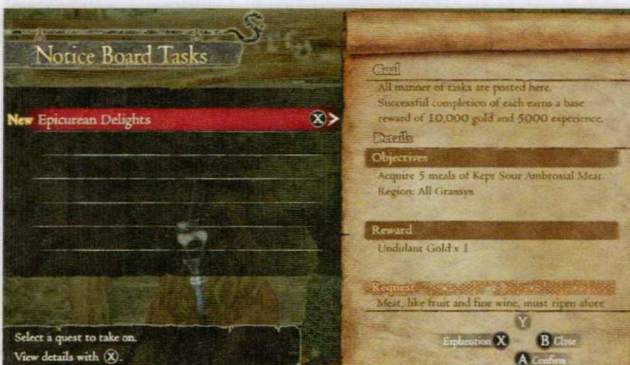 Notice Board Tasks
New Epicurean Delights X
Select a quest to take on.
View details with X.
Goal
All manner of tasks are posted here.
Successful completion of each earns a base
reward of 10,000 gold and 5000 experience.
Details
Objectives
Acquire 5 meals of Kept Sour Ambrosial Meat.
Region: All Gransys
Reward
Undulant Gold x 1
Request
Meat, like fruit and fine wine, must ripen afore
Y
Explanation X B Close
A Confirm